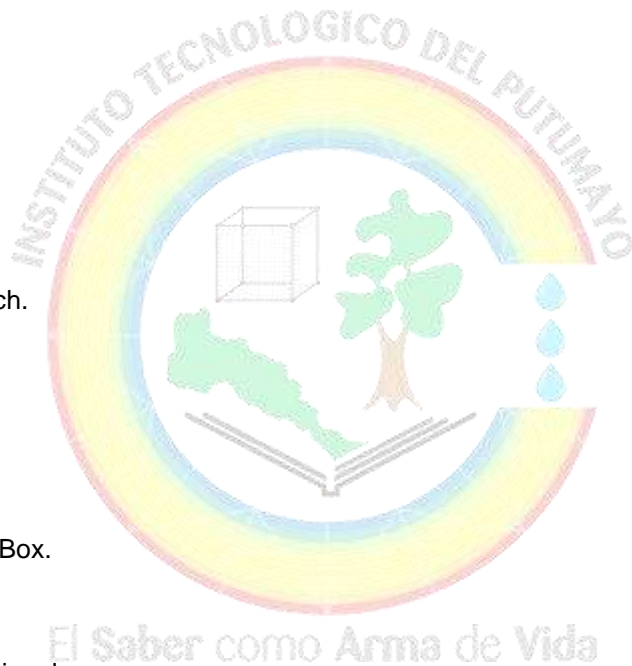 INSTITUTO TECNOLOGICO DEL PUTUMAYO
ch.
Box.
El Saber como Arma de Vida